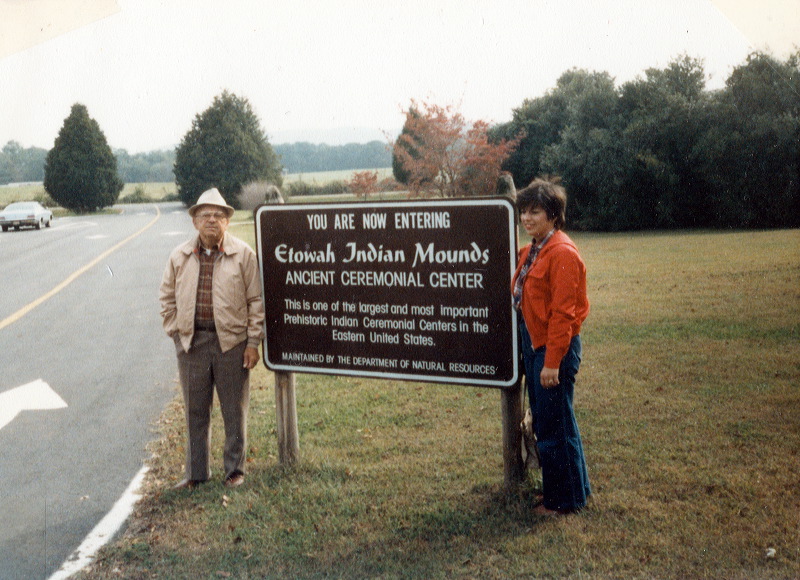 YOU ARE NOW ENTERING
Etowah Indian Mounds
ANCIENT CEREMONIAL CENTER
This is one of the largest and most important
Prehistoric Indian Ceremonial Centers in the
Eastern United States.
MAINTAINED BY THE DEPARTMENT OF NATURAL RESOURCES